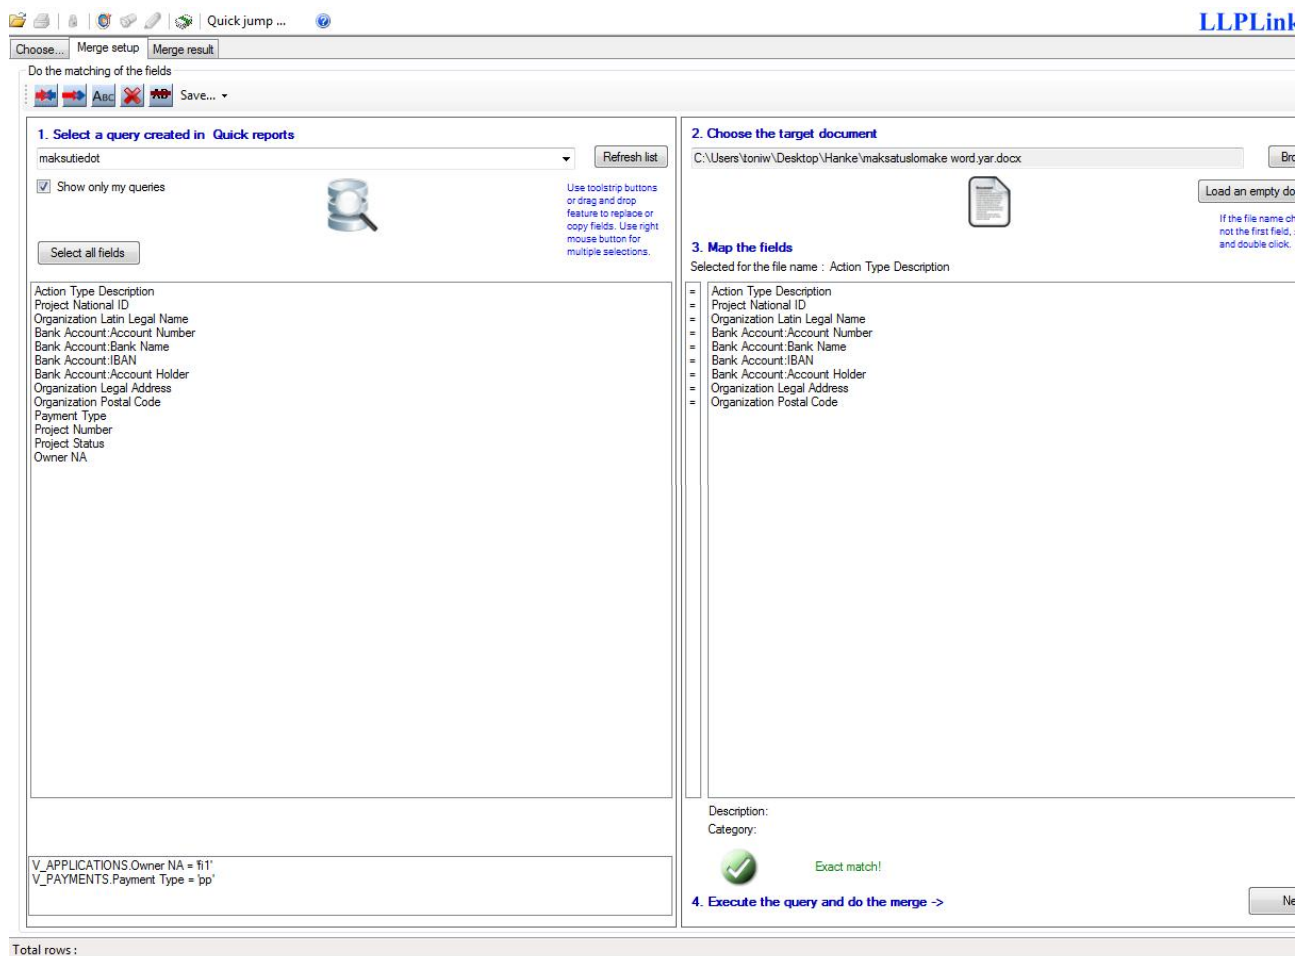 Quick jump ...
LLPLink
Choose...
Merge setup
Merge result
Do the matching of the fields
ABC
AB
Save...
1. Select a query created in Quick reports
maksutiedot
Refresh list
Show only my queries
Use toolstrip buttons
or drag and drop
feature to replace or
copy fields. Use right
mouse button for
multiple selections.
Select all fields
Action Type Description
Project National ID
Organization Latin Legal Name
Bank Account:Account Number
Bank Account:Bank Name
Bank Account:IBAN
Bank Account:Account Holder
Organization Legal Address
Organization Postal Code
Payment Type
Project Number
Project Status
Owner NA
V_APPLICATIONS.Owner NA = 'fi1'
V_PAYMENTS.Payment Type = 'pp'
2. Choose the target document
C:\Users\toniw\Desktop\Hanke\maksatuslomake word.yar.docx
Bro
Load an empty do
If the file name ch
not the first field,
and double click.
3. Map the fields
Selected for the file name : Action Type Description
= Action Type Description
= Project National ID
= Organization Latin Legal Name
= Bank Account:Account Number
= Bank Account:Bank Name
= Bank Account:IBAN
= Bank Account:Account Holder
= Organization Legal Address
= Organization Postal Code
Description:
Category:
Exact match!
4. Execute the query and do the merge ->
Ne
Total rows :